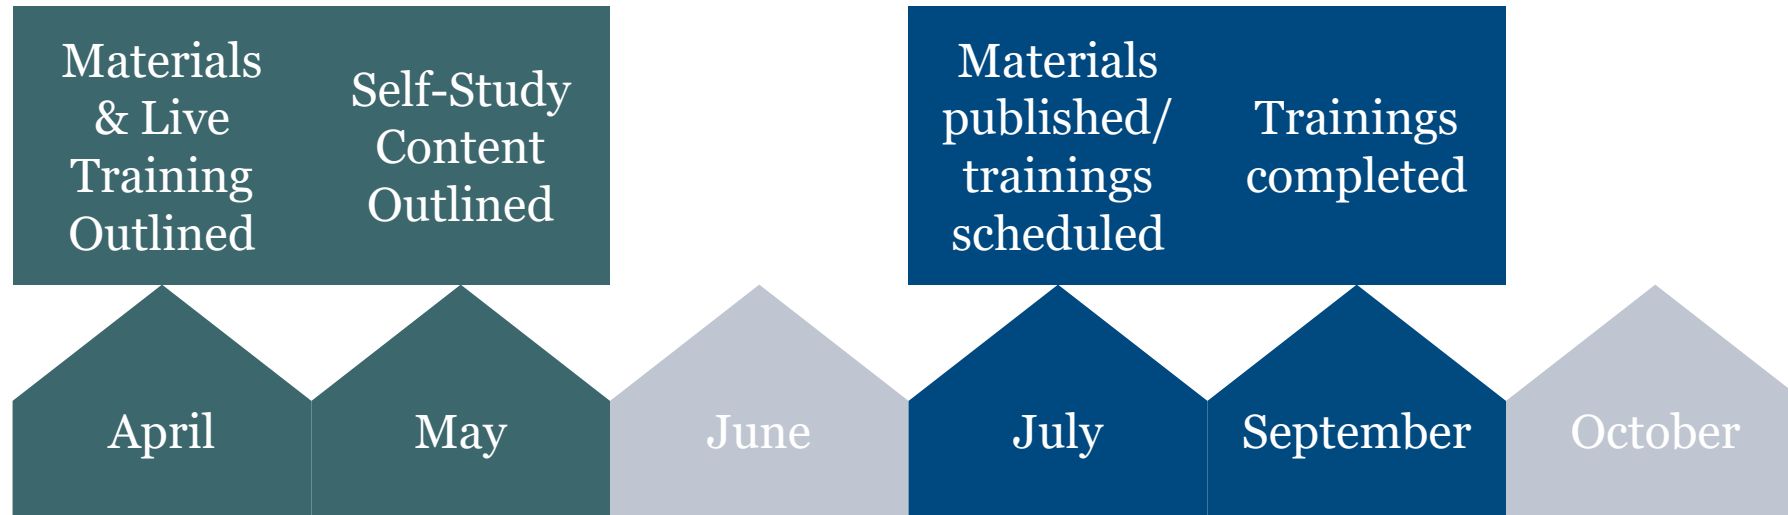 Materials
& Live
Training
Outlined
Self-Study
Content
Outlined
Materials
published/
trainings
scheduled
Trainings
completed
April
May
June
July
September
October